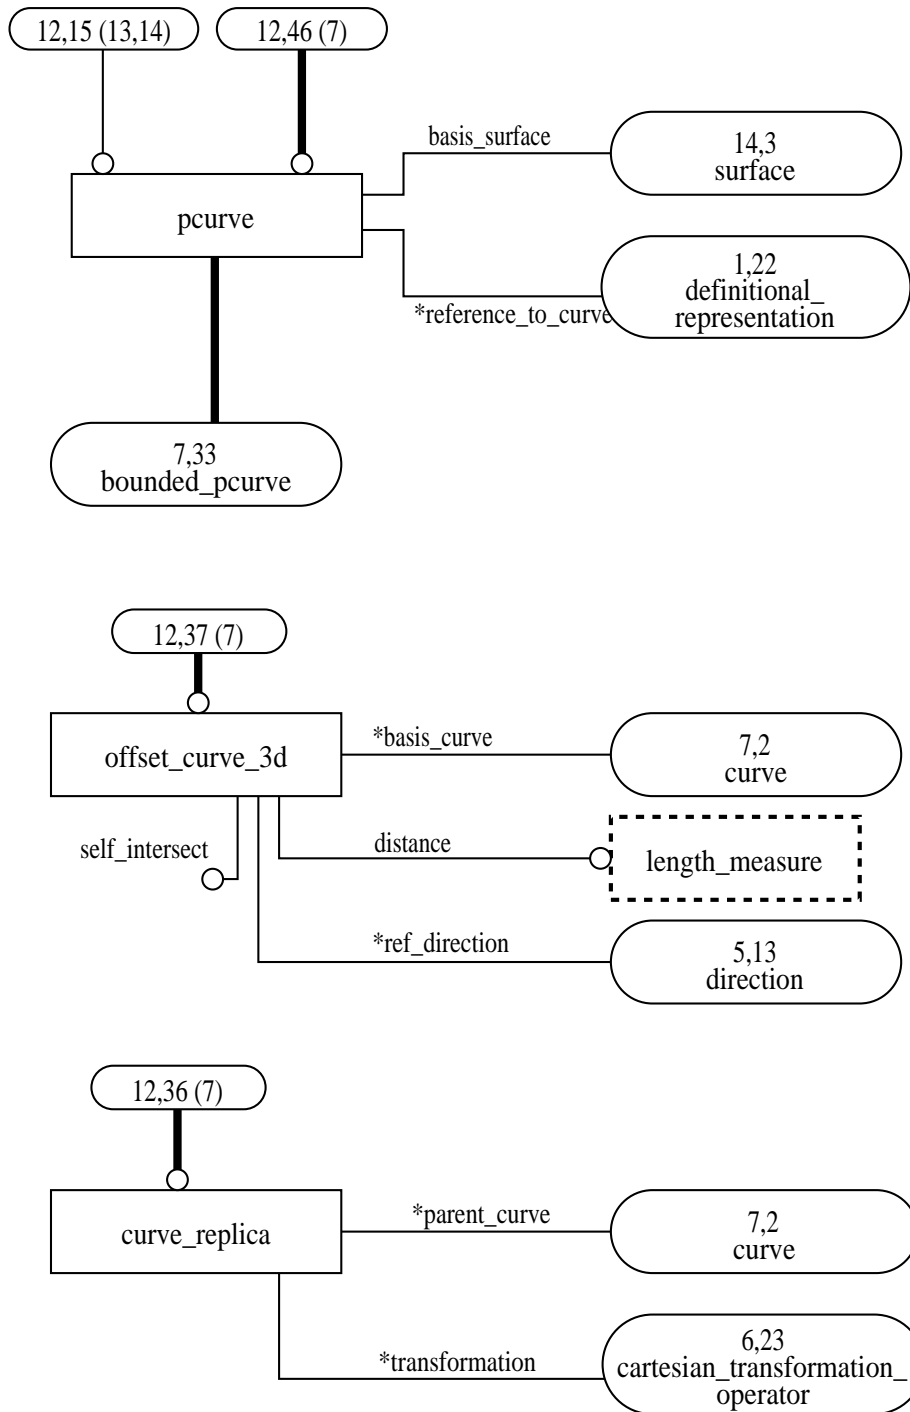 12,15 (13,14)
12,46 (7)
basis_surface
14,3
surface
pcurve
1,22
definitional_
representation
*reference_to_curve
7,33
bounded_pcurve
12,37 (7)
*basis_curve
7,2
curve
offset_curve_3d
self_intersect
distance
length_measure
*ref_direction
5,13
direction
12,36 (7)
*parent_curve
7,2
curve
curve_replica
*transformation
6,23
cartesian_transformation_
operator